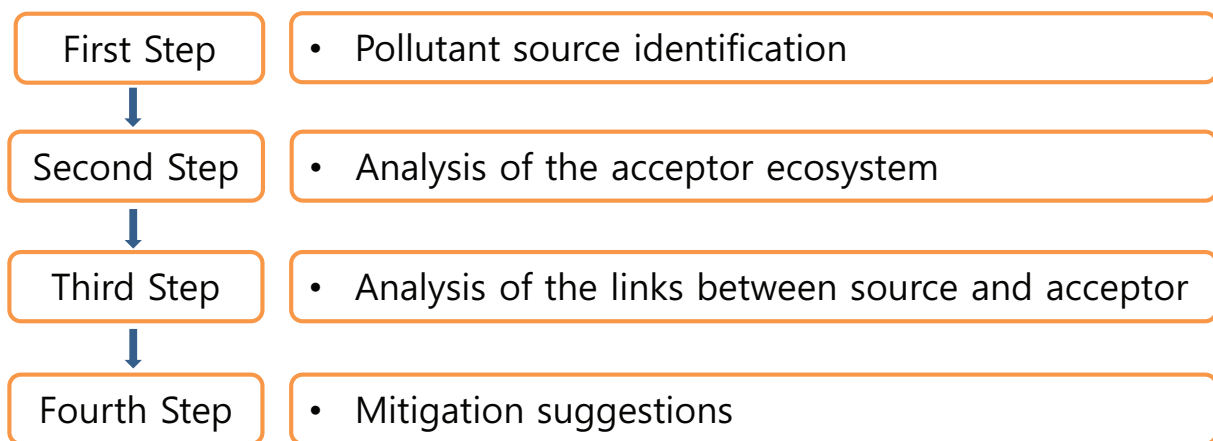 First Step
• Pollutant source identification
Second Step
• Analysis of the acceptor ecosystem
Third Step
• Analysis of the links between source and acceptor
Fourth Step
• Mitigation suggestions